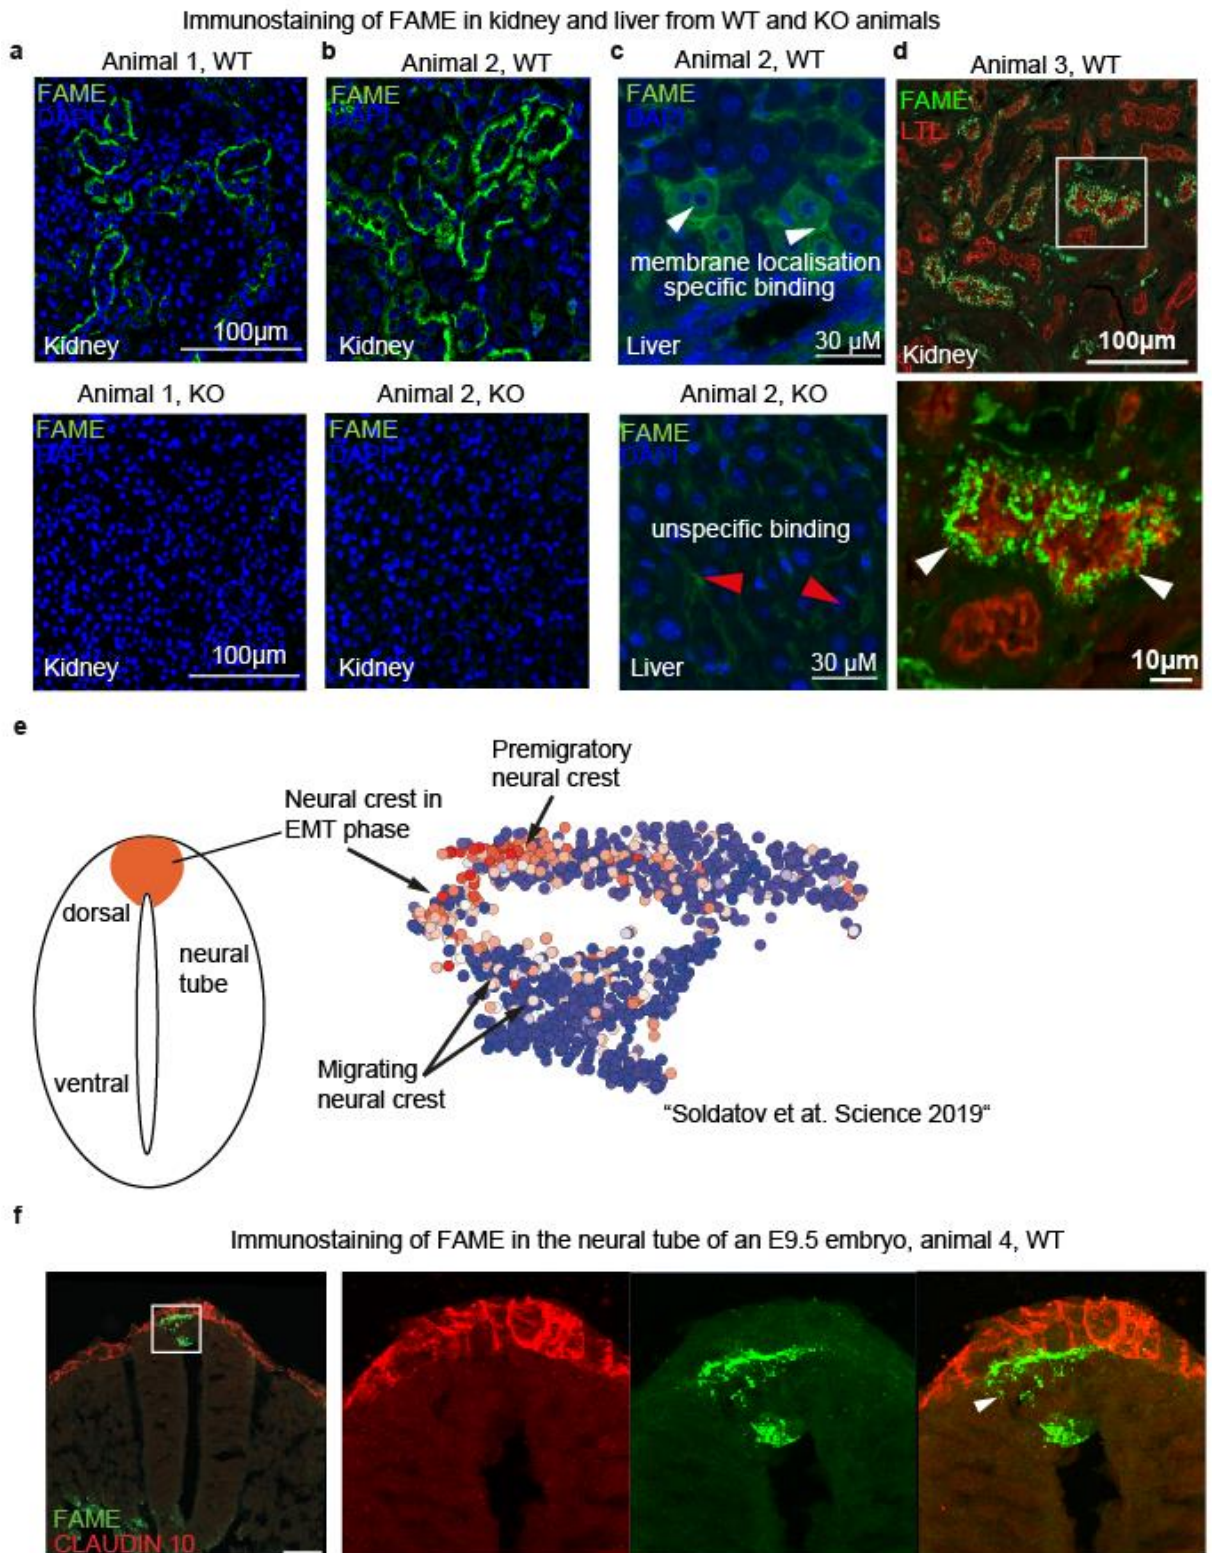 Immunostaining of FAME in kidney and liver from WT and KO animals
a
Animal 1, WT
FAME
DAPI
100µm
Kidney
b
Animal 2, WT
FAME
DAPI
Kidney
c
Animal 2, WT
FAME
DAPI
membrane localisation
specific binding
Liver
30 µM
d
Animal 3, WT
FAME
LTL
100µm
Kidney
Animal 1, KO
FAME
DAPI
100µm
Kidney
Animal 2, KO
FAME
DAPI
Kidney
Animal 2, KO
FAME
DAPI
unspecific binding
Liver
30 µM
10µm
e
Neural crest in
EMT phase
Premigratory
neural crest
dorsal
neural
tube
ventral
Migrating
neural crest
“Soldatov et at. Science 2019“
f
Immunostaining of FAME in the neural tube of an E9.5 embryo, animal 4, WT
FAME
CLAUDIN 10